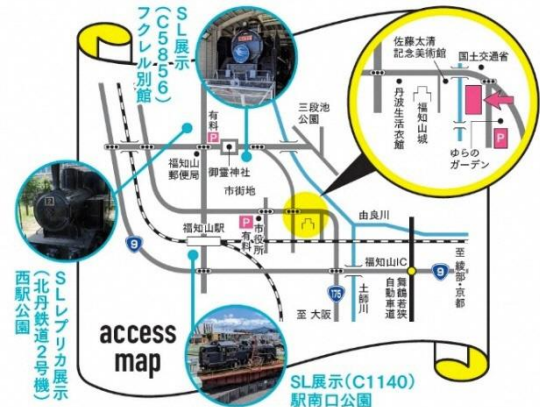 SL展示
(C5856)
フクレル別館
佐藤太清
記念美術館
国土交通省
丹波生活衣館
福知山城
ゆらの
ガーデン
P
有料
P
三段池
公園
福知山
郵便局
御霊神社
市街地
12
SLレプリカ展示
(北丹鉄道2号機)
西駅公園
9
福知山駅
P
有料
市役所
由良川
福知山IC
9
至綾部・京都
175
土師川
舞鶴若狭
自動車道
至 大阪
access
map
SL展示(C1140)
駅南口公園